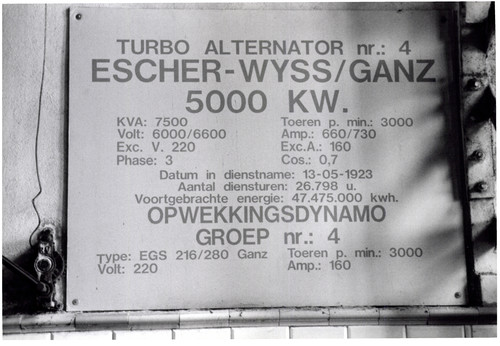 TURBO ALTERNATOR nr.: 4
ESCHER-WYSS/GANZ
5000 KW.
KVA: 7500 Toeren p. min.: 3000
Volt: 6000/6600 Amp.: 660/730
Exc. V. 220 Exc.A.: 160
Phase: 3 Cos.: 0,7
Datum in dienstname: 13-05-1923
Aantal diensturen: 26.798 u.
Voortgebrachte energie: 47.475.000 kwh.
OPWEKKINGSDYNAMO
GROEP nr.: 4
Type: EGS 216/280 Ganz Toeren p. min.: 3000
Volt: 220 Amp.: 160